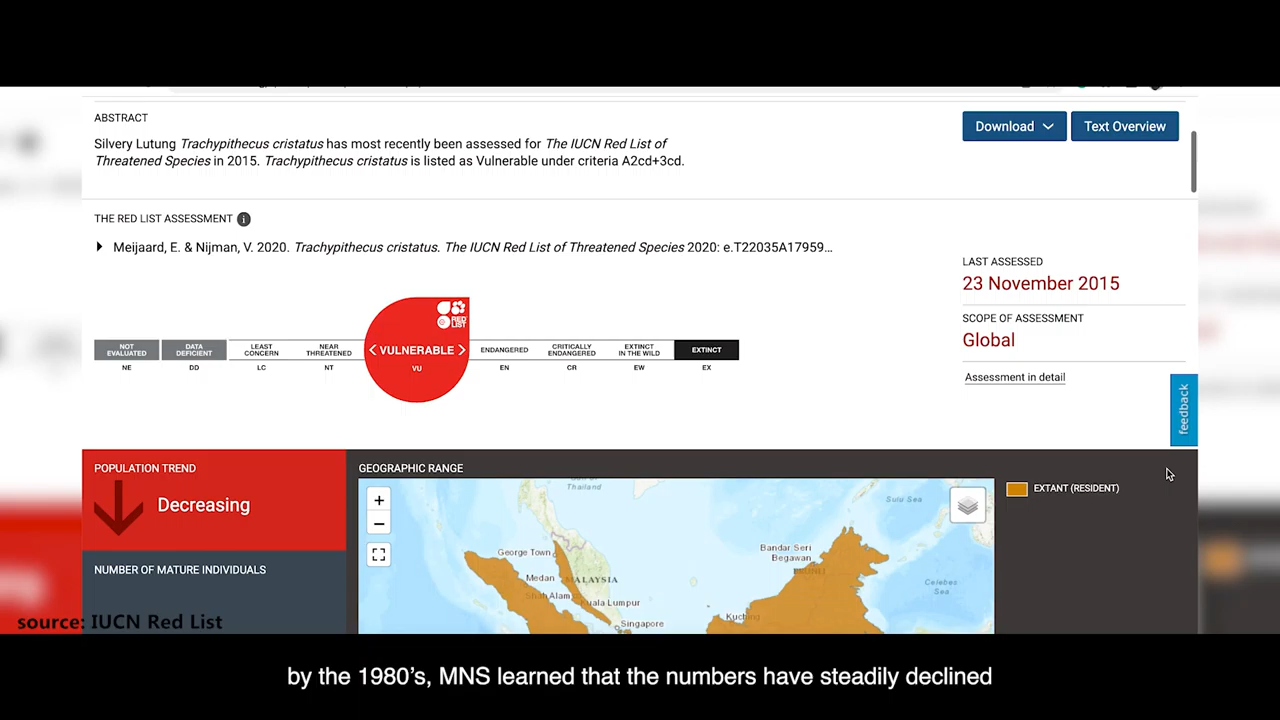 ABSTRACT
Silvery Lutung Trachypithecus cristatus has most recently been assessed for The IUCN Red List of
Threatened Species in 2015. Trachypithecus cristatus is listed as Vulnerable under criteria A2cd+3cd.
Download
Text Overview
THE RED LIST ASSESSMENT i
Meijaard, E. & Nijman, V. 2020. Trachypithecus cristatus. The IUCN Red List of Threatened Species 2020: e.T22035A17959...
LAST ASSESSED
23 November 2015
SCOPE OF ASSESSMENT
Global
Assessment in detail
RED
LIST
NOT
EVALUATED
DATA
DEFICIENT
LEAST
CONCERN
NEAR
THREATENED
< VULNERABLE >
ENDANGERED
CRITICALLY
ENDANGERED
EXTINCT
IN THE WILD
EXTINCT
NE
DD
LC
NT
VU
EN
CR
EW
EX
feedback
POPULATION TREND
Decreasing
NUMBER OF MATURE INDIVIDUALS
GEOGRAPHIC RANGE
+
−
Thailand
George Town
Medan
MALAYSIA
Shah Alam
Kuala Lumpur
Singapore
Kuching
Bandar Seri
Begawan
BRUNEI
Sulu Sea
Celebes
Sea
EXTANT (RESIDENT)
source: IUCN Red List
by the 1980's, MNS learned that the numbers have steadily declined